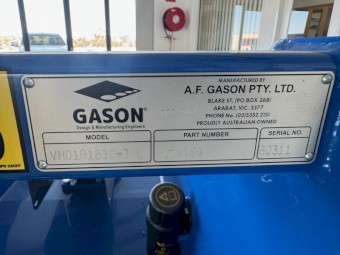 GASON
Design & Manufacturing Engineers
MANUFACTURED BY
A.F. GASON PTY. LTD.
BLAKE ST, (PO BOX 268)
ARARAT, VIC. 3377
PHONE No (03)5352 2151
PROUDLY AUSTRALIAN OWNED
MODEL
PART NUMBER
SERIAL NO.
90311